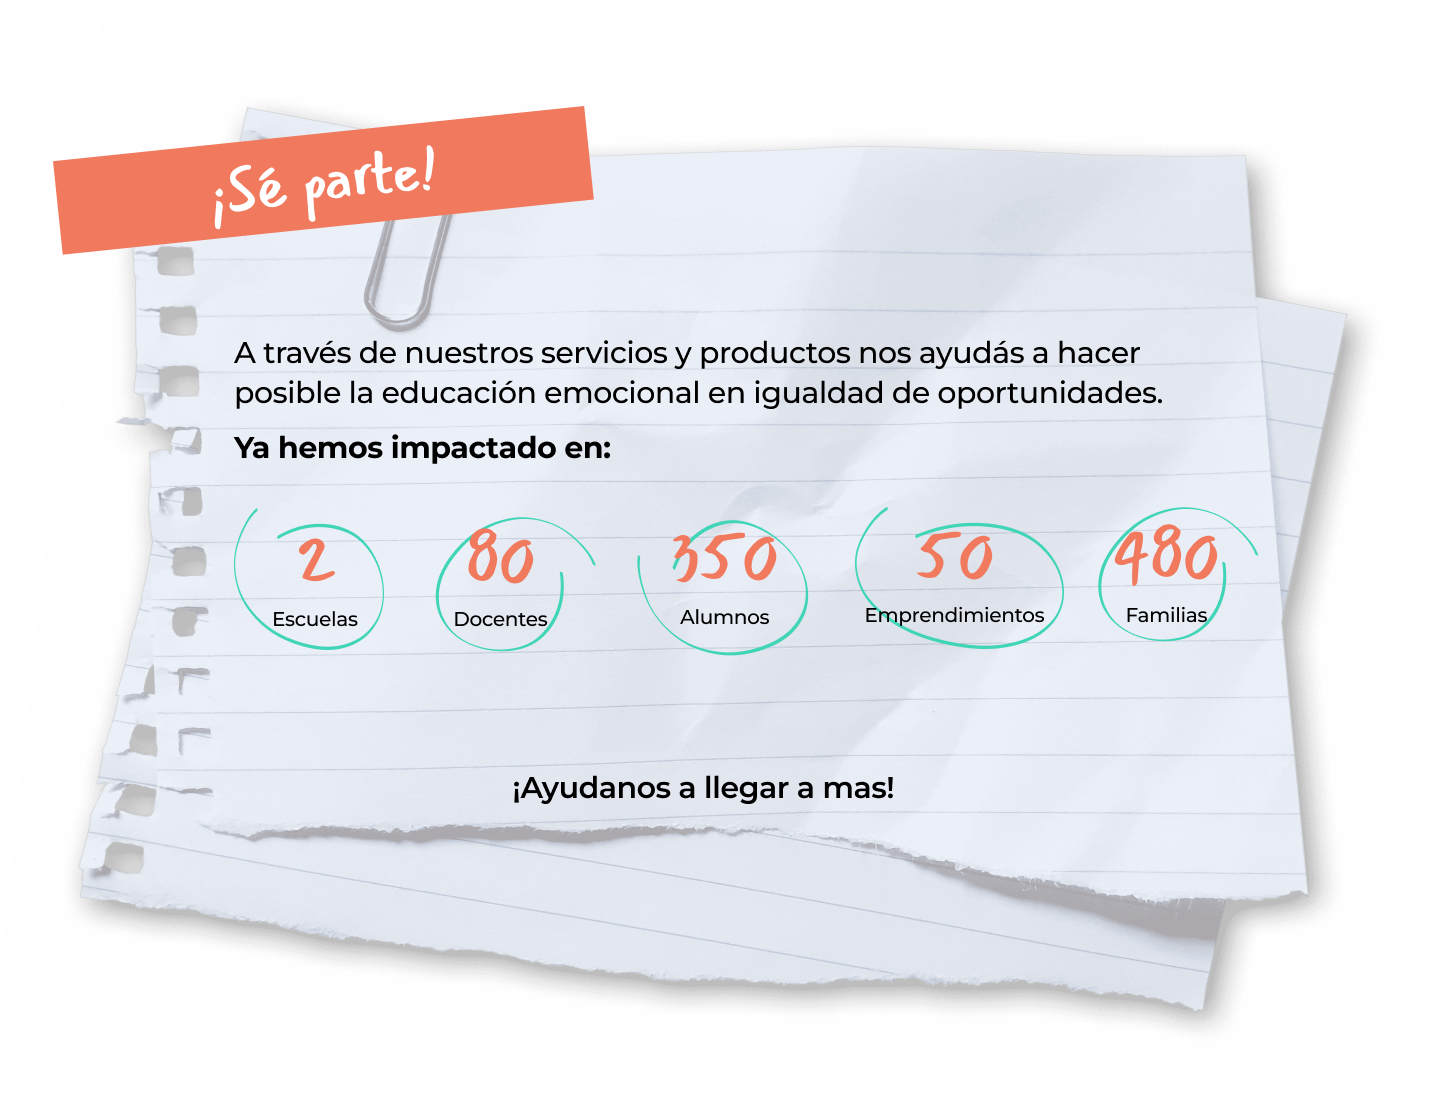 ¡Sé parte!
A través de nuestros servicios y productos nos ayudás a hacer
posible la educación emocional en igualdad de oportunidades.
Ya hemos impactado en:
2 80 350 50 480
Escuelas Docentes Alumnos Emprendimientos Familias
¡Ayudanos a llegar a mas!